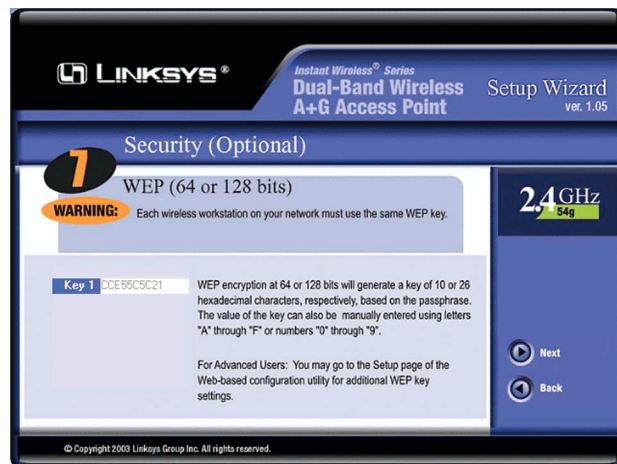 LINKSYS®
Instant Wireless® Series
Dual-Band Wireless
A+G Access Point
Setup Wizard
ver. 1.05
Security (Optional)
7
WEP (64 or 128 bits)
WARNING:
Each wireless workstation on your network must use the same WEP key.
2.4GHz
54g
Key 1 CCE55C5C21
WEP encryption at 64 or 128 bits will generate a key of 10 or 26
hexadecimal characters, respectively, based on the passphrase.
The value of the key can also be manually entered using letters
"A" through "F" or numbers "0" through "9".
For Advanced Users: You may go to the Setup page of the
Web-based configuration utility for additional WEP key
settings.
Next
Back
© Copyright 2003 Linksys Group Inc. All rights reserved.